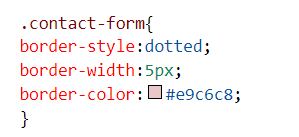 .contact-form{
border-style:dotted;
border-width:5px;
border-color:#e9c6c8;
}